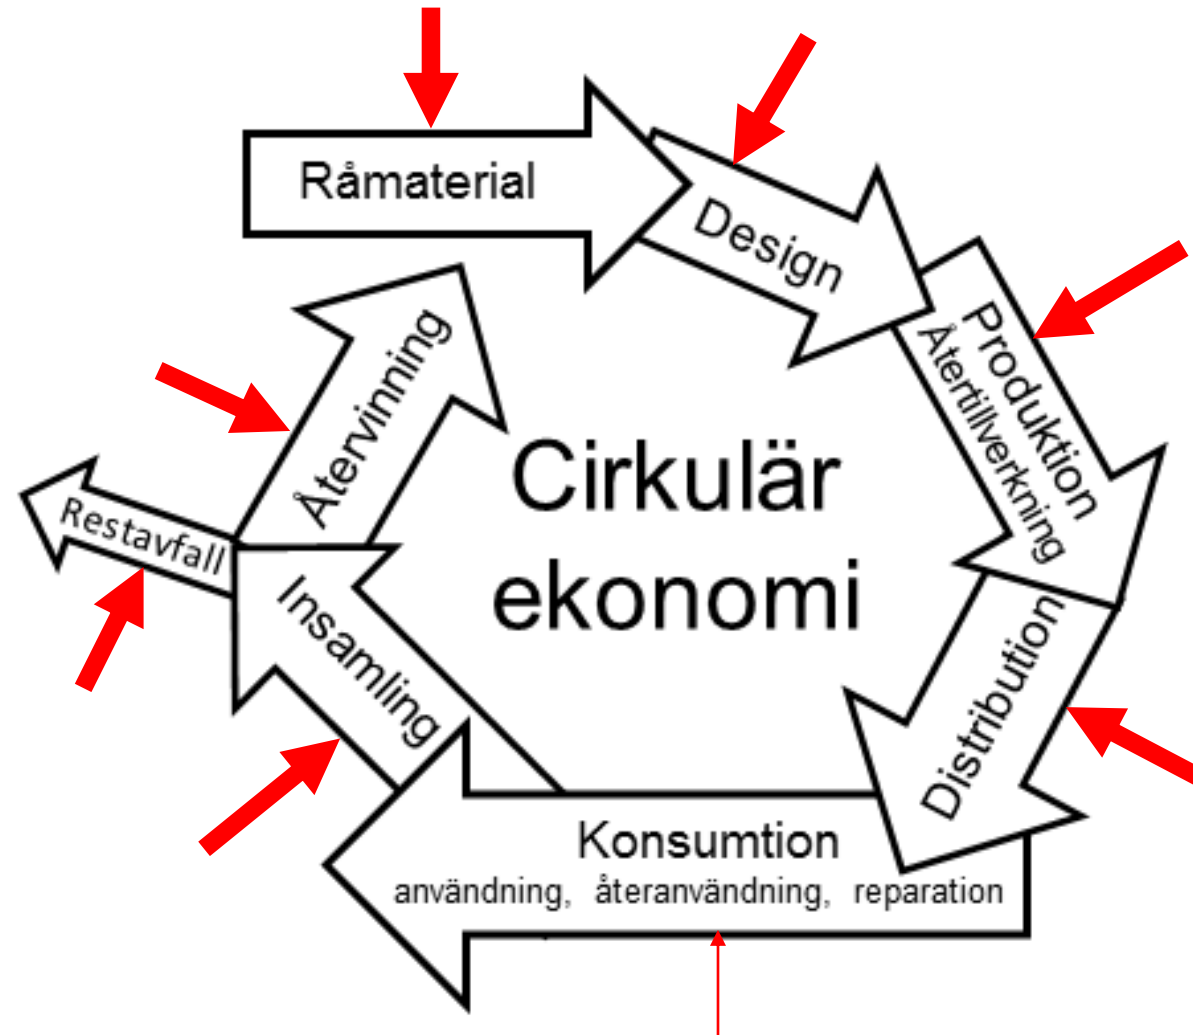 Råmaterial
Design
Produktion
Återtillverkning
Distribution
Konsumtion
användning, återanvändning, reparation
Insamling
Restavfall
Återvinning
Cirkulär
ekonomi